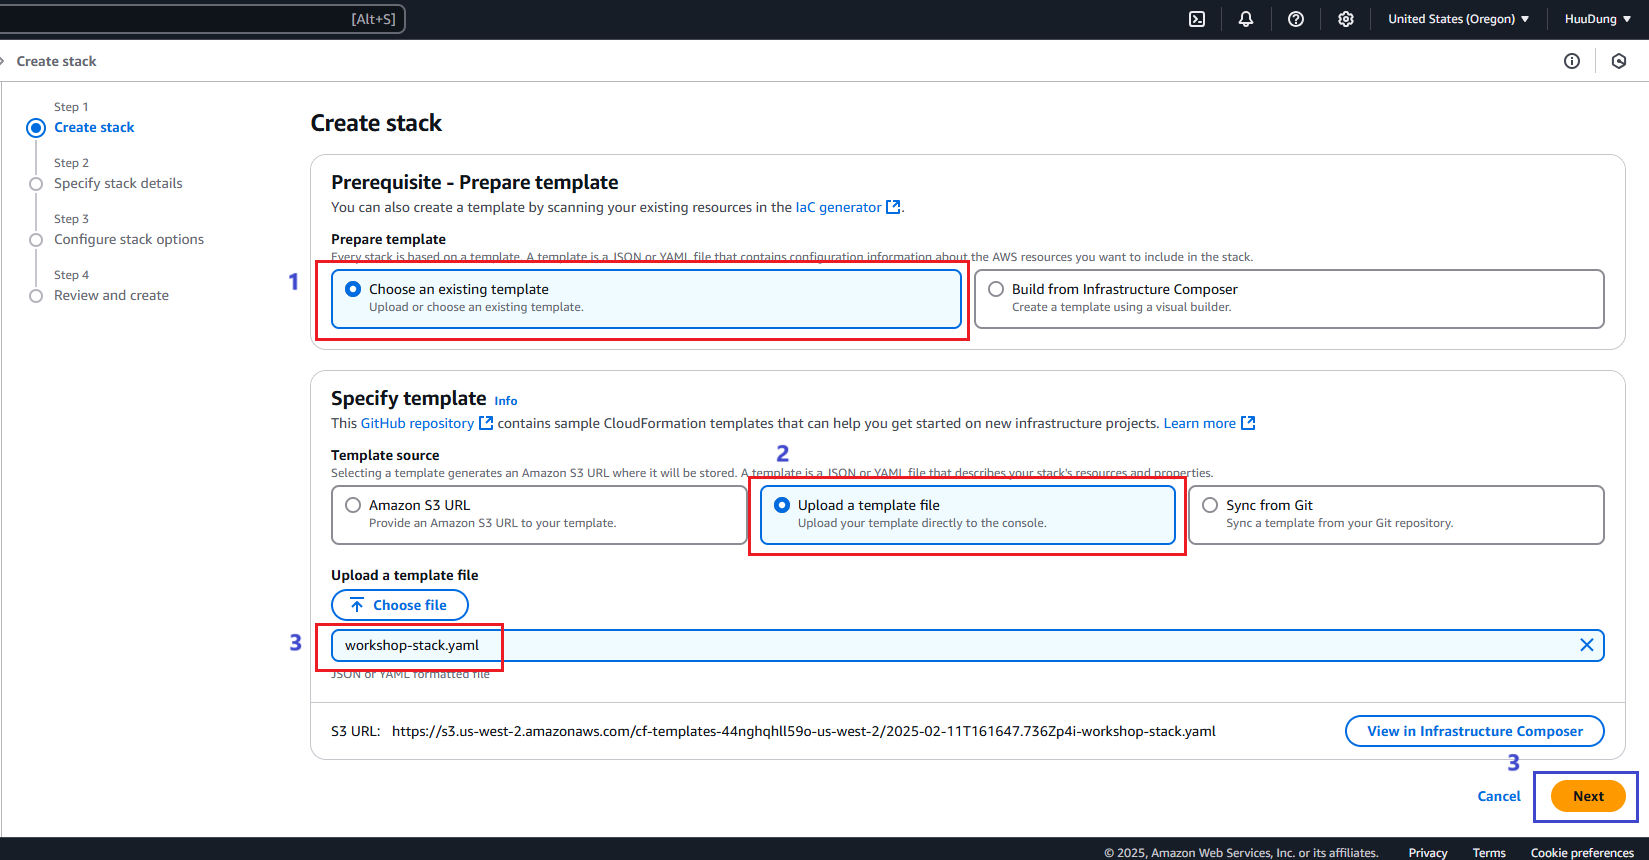 [Alt+S]
United States (Oregon) ▼
HuuDung ▼
Create stack
Step 1
Create stack
Step 2
Specify stack details
Step 3
Configure stack options
Step 4
Review and create
Create stack
Prerequisite - Prepare template
You can also create a template by scanning your existing resources in the IaC generator.
Prepare template
Every stack is based on a template. A template is a JSON or YAML file that contains configuration information about the AWS resources you want to include in the stack.
1
Choose an existing template
Upload or choose an existing template.
Build from Infrastructure Composer
Create a template using a visual builder.
Specify template Info
This GitHub repository contains sample CloudFormation templates that can help you get started on new infrastructure projects. Learn more
Template source
2
Selecting a template generates an Amazon S3 URL where it will be stored. A template is a JSON or YAML file that describes your stack's resources and properties.
Amazon S3 URL
Provide an Amazon S3 URL to your template.
Upload a template file
Upload your template directly to the console.
Sync from Git
Sync a template from your Git repository.
Upload a template file
Choose file
3
workshop-stack.yaml
JSON or YAML formatted file
S3 URL: https://s3.us-west-2.amazonaws.com/cf-templates-44nghqhll59o-us-west-2/2025-02-11T161647.736Zp4i-workshop-stack.yaml
View in Infrastructure Composer
3
Cancel
Next
© 2025, Amazon Web Services, Inc. or its affiliates.
Privacy
Terms
Cookie preferences